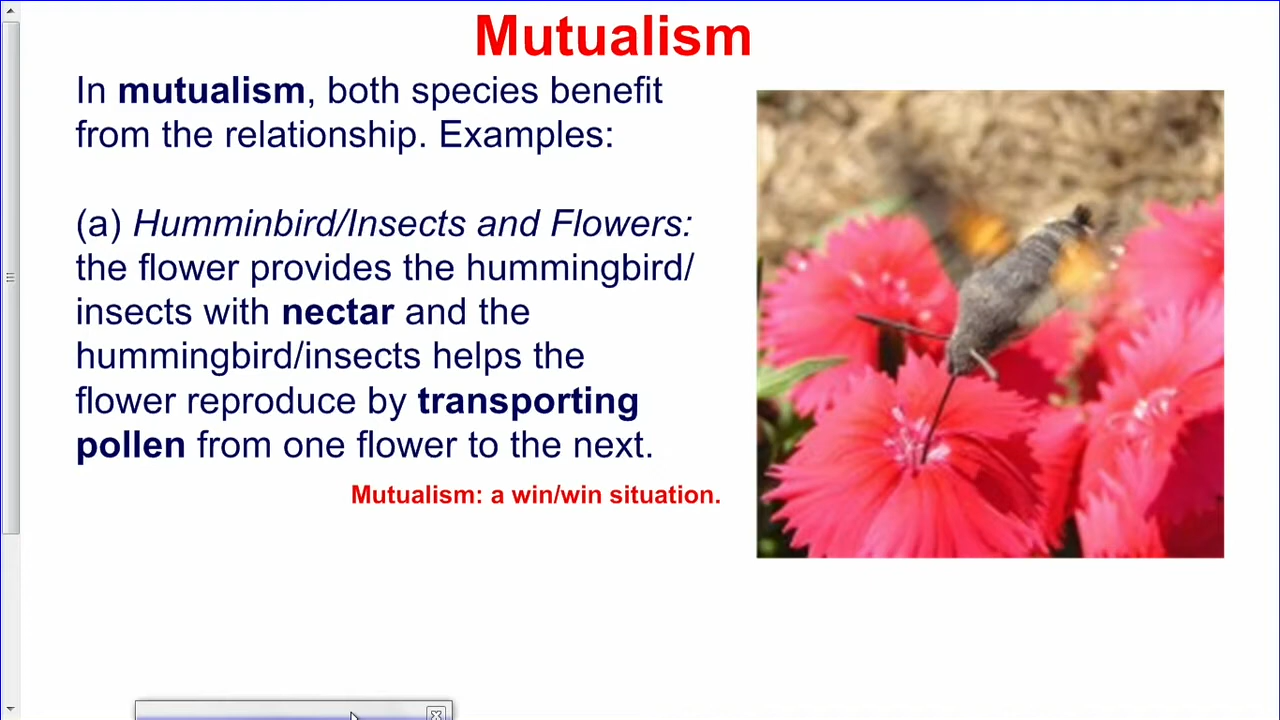 Mutualism
In mutualism, both species benefit
from the relationship. Examples:
(a) Humminbird/Insects and Flowers:
the flower provides the hummingbird/
insects with nectar and the
hummingbird/insects helps the
flower reproduce by transporting
pollen from one flower to the next.
Mutualism: a win/win situation.